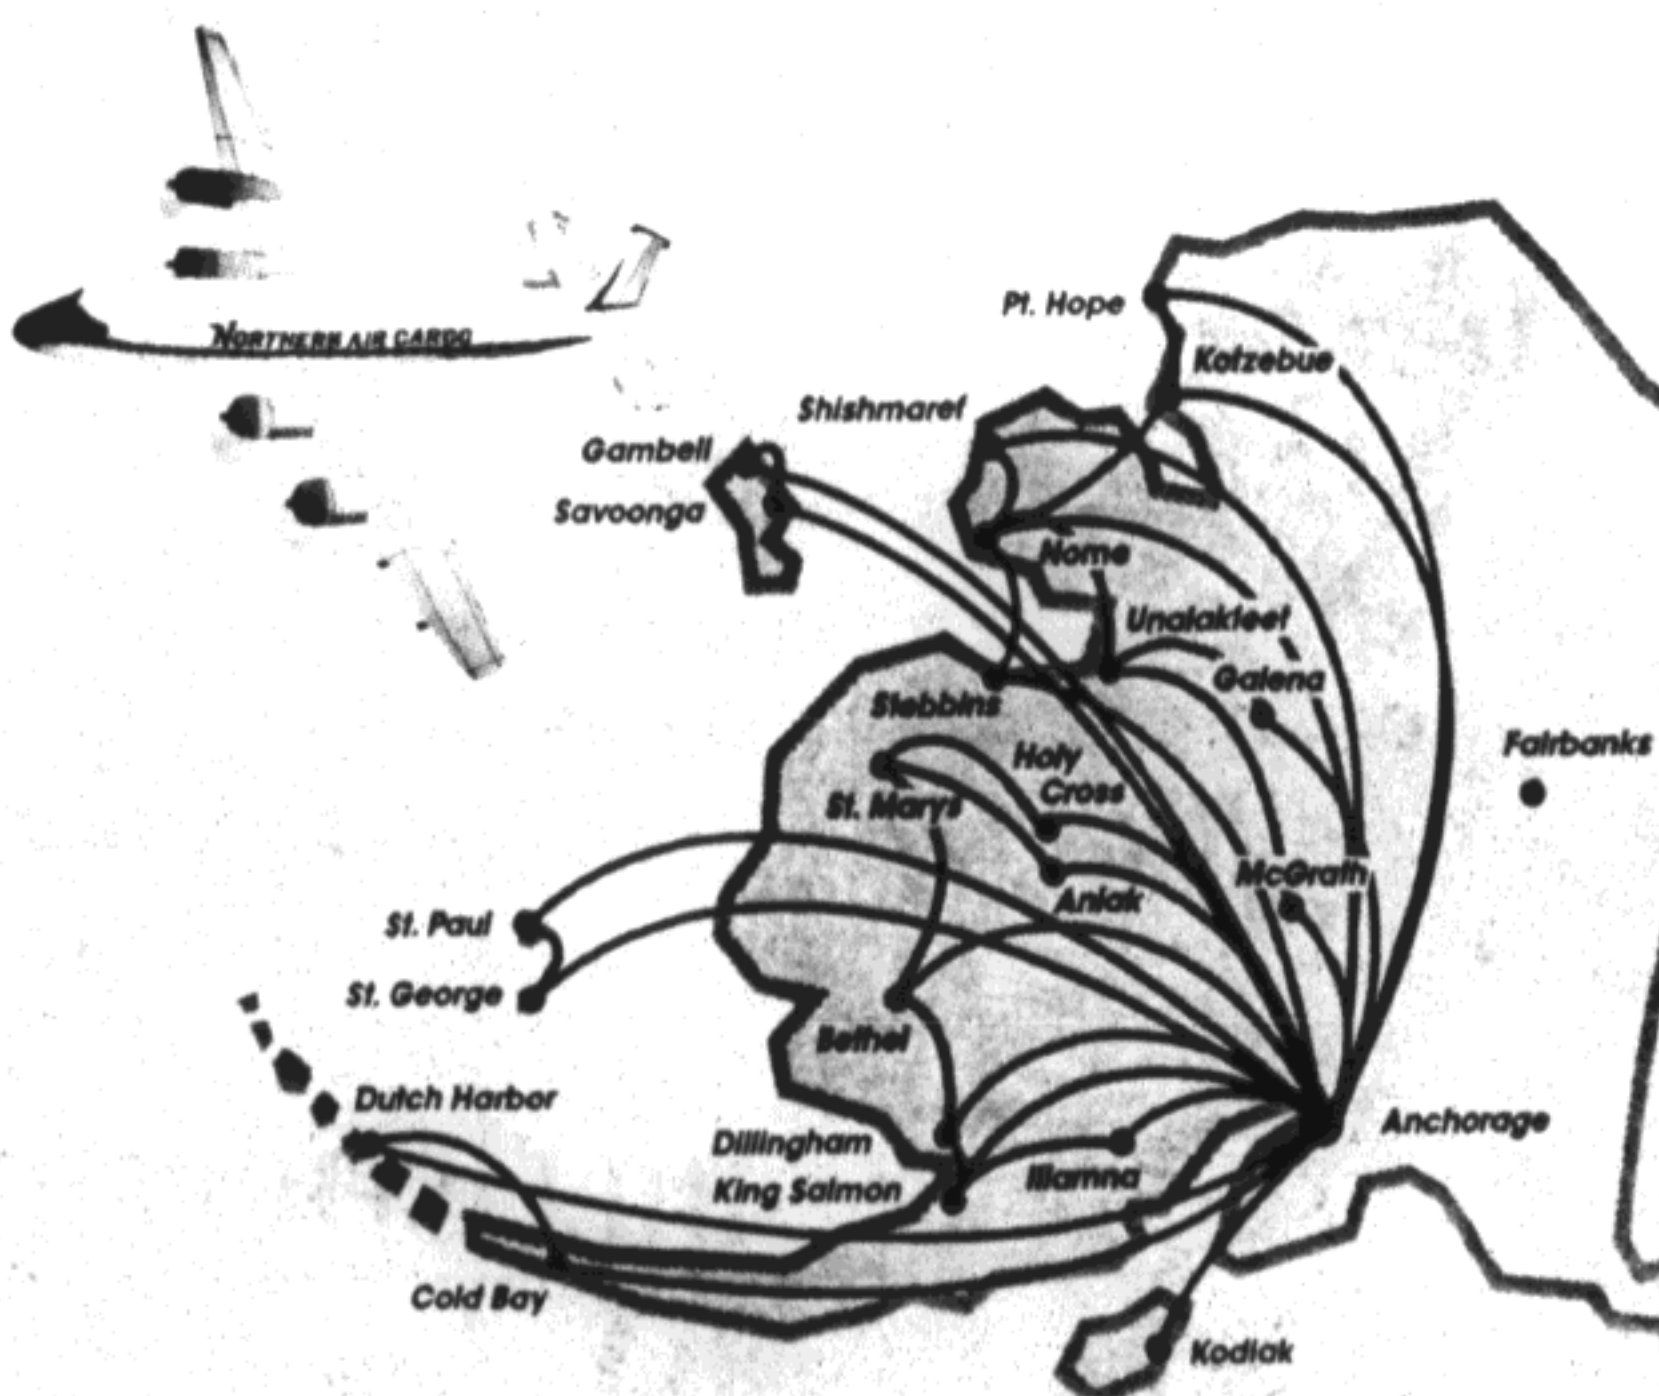 NORTHERN AIR CARGO
Pt. Hope
Kotzebue
Shishmaref
Gambell
Savoonga
Nome
Unalakleet
Galena
Stebbins
Fairbanks
Holy
Cross
St. Marys
McGrath
Aniak
St. Paul
St. George
Bethel
Dutch Harbor
Anchorage
Dillingham
Iliamna
King Salmon
Cold Bay
Kodiak